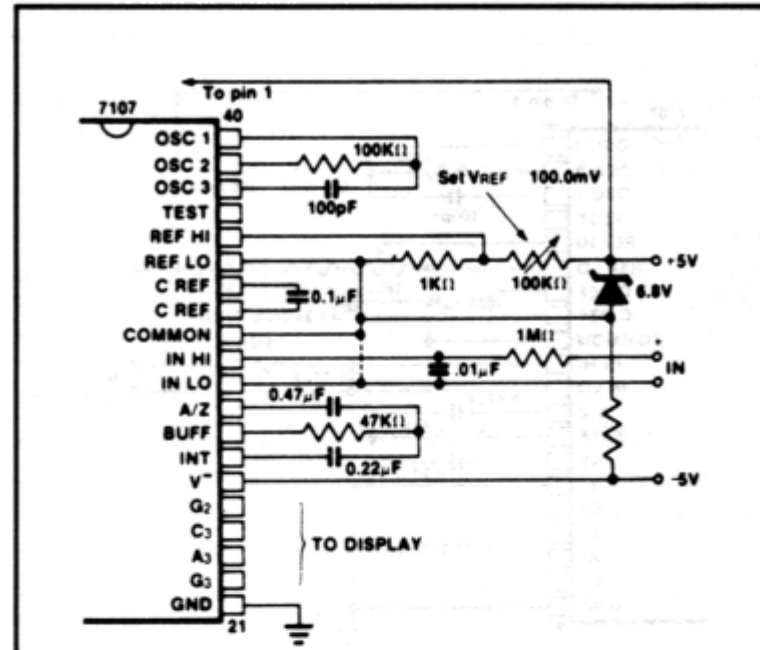 To pin 1
7107
40
OSC 1
100KΩ
OSC 2
Set VREF 100.0mV
OSC 3
100pF
TEST
REF HI
REF LO
+5V
1KΩ
100KΩ
6.8V
C REF
0.1µF
C REF
COMMON
1MΩ
IN HI
+
.01µF
IN
IN LO
0.47µF
A/Z
47KΩ
BUFF
INT
0.22µF
V−
−5V
G2
C3
TO DISPLAY
A3
G3
GND
21